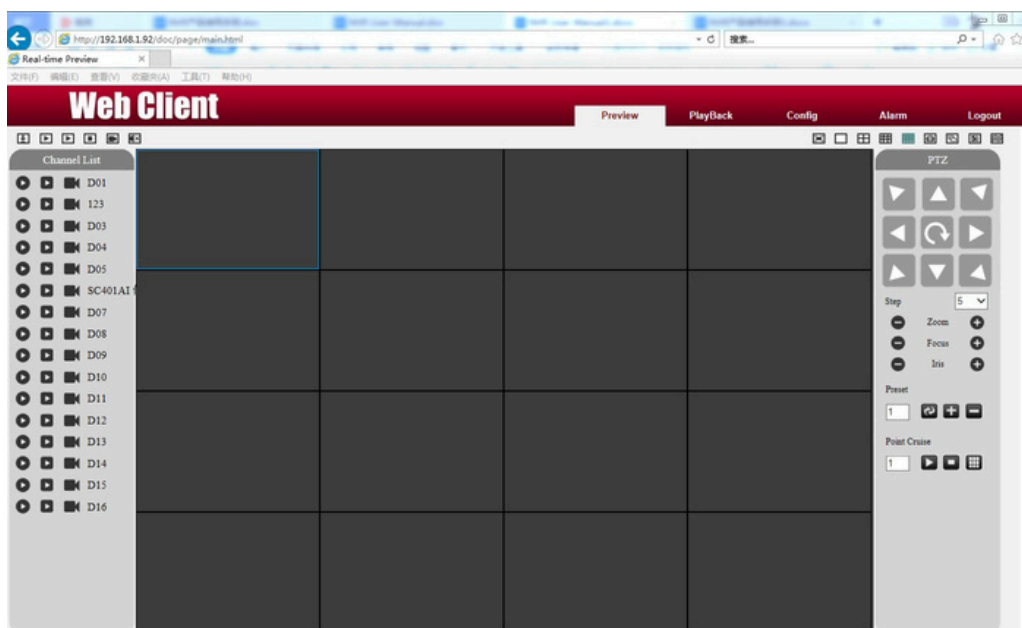 http://192.168.1.92/doc/page/main.html
搜索...
Real-time Preview
文件(F) 编辑(E) 查看(V) 收藏夹(A) 工具(T) 帮助(H)
Web Client
Preview PlayBack Config Alarm Logout
Channel List
D01
123
D03
D04
D05
SC401AI
D07
D08
D09
D10
D11
D12
D13
D14
D15
D16
PTZ
Step 5
Zoom
Focus
Iris
Preset
1
Point Cruise
1